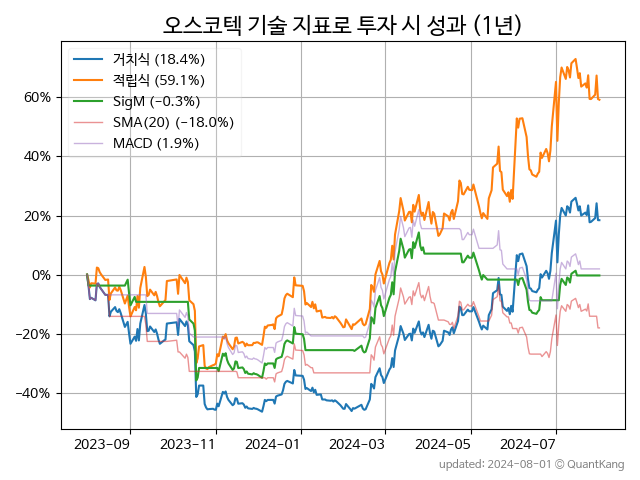 오스코텍 기술 지표로 투자 시 성과 (1년)
거치식 (18.4%)
적립식 (59.1%)
SigM (−0.3%)
SMA(20) (−18.0%)
MACD (1.9%)
60%
40%
20%
0%
−20%
−40%
2023-09
2023-11
2024-01
2024-03
2024-05
2024-07
updated: 2024-08-01 © QuantKang